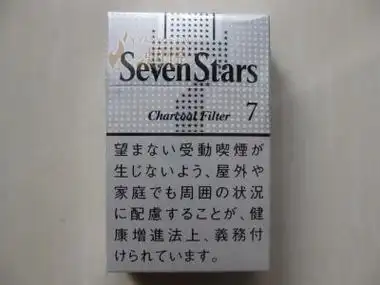 Seven Stars
Charcoal Filter 7
望まない受動喫煙が
生じないよう、屋外や
家庭でも周囲の状況
に配慮することが、健
康増進法上、義務付
けられています。